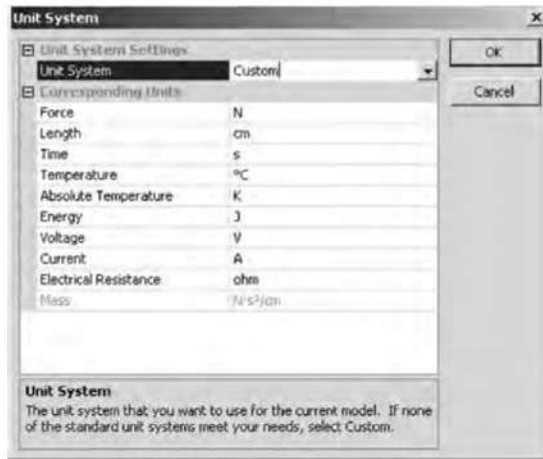 Unit System
Unit System Settings
Unit System Custom
Corresponding Units
Force N
Length cm
Time s
Temperature °C
Absolute Temperature K
Energy J
Voltage V
Current A
Electrical Resistance ohm
Mass N·s²/cm
OK
Cancel
Unit System
The unit system that you want to use for the current model. If none
of the standard unit systems meet your needs, select Custom.